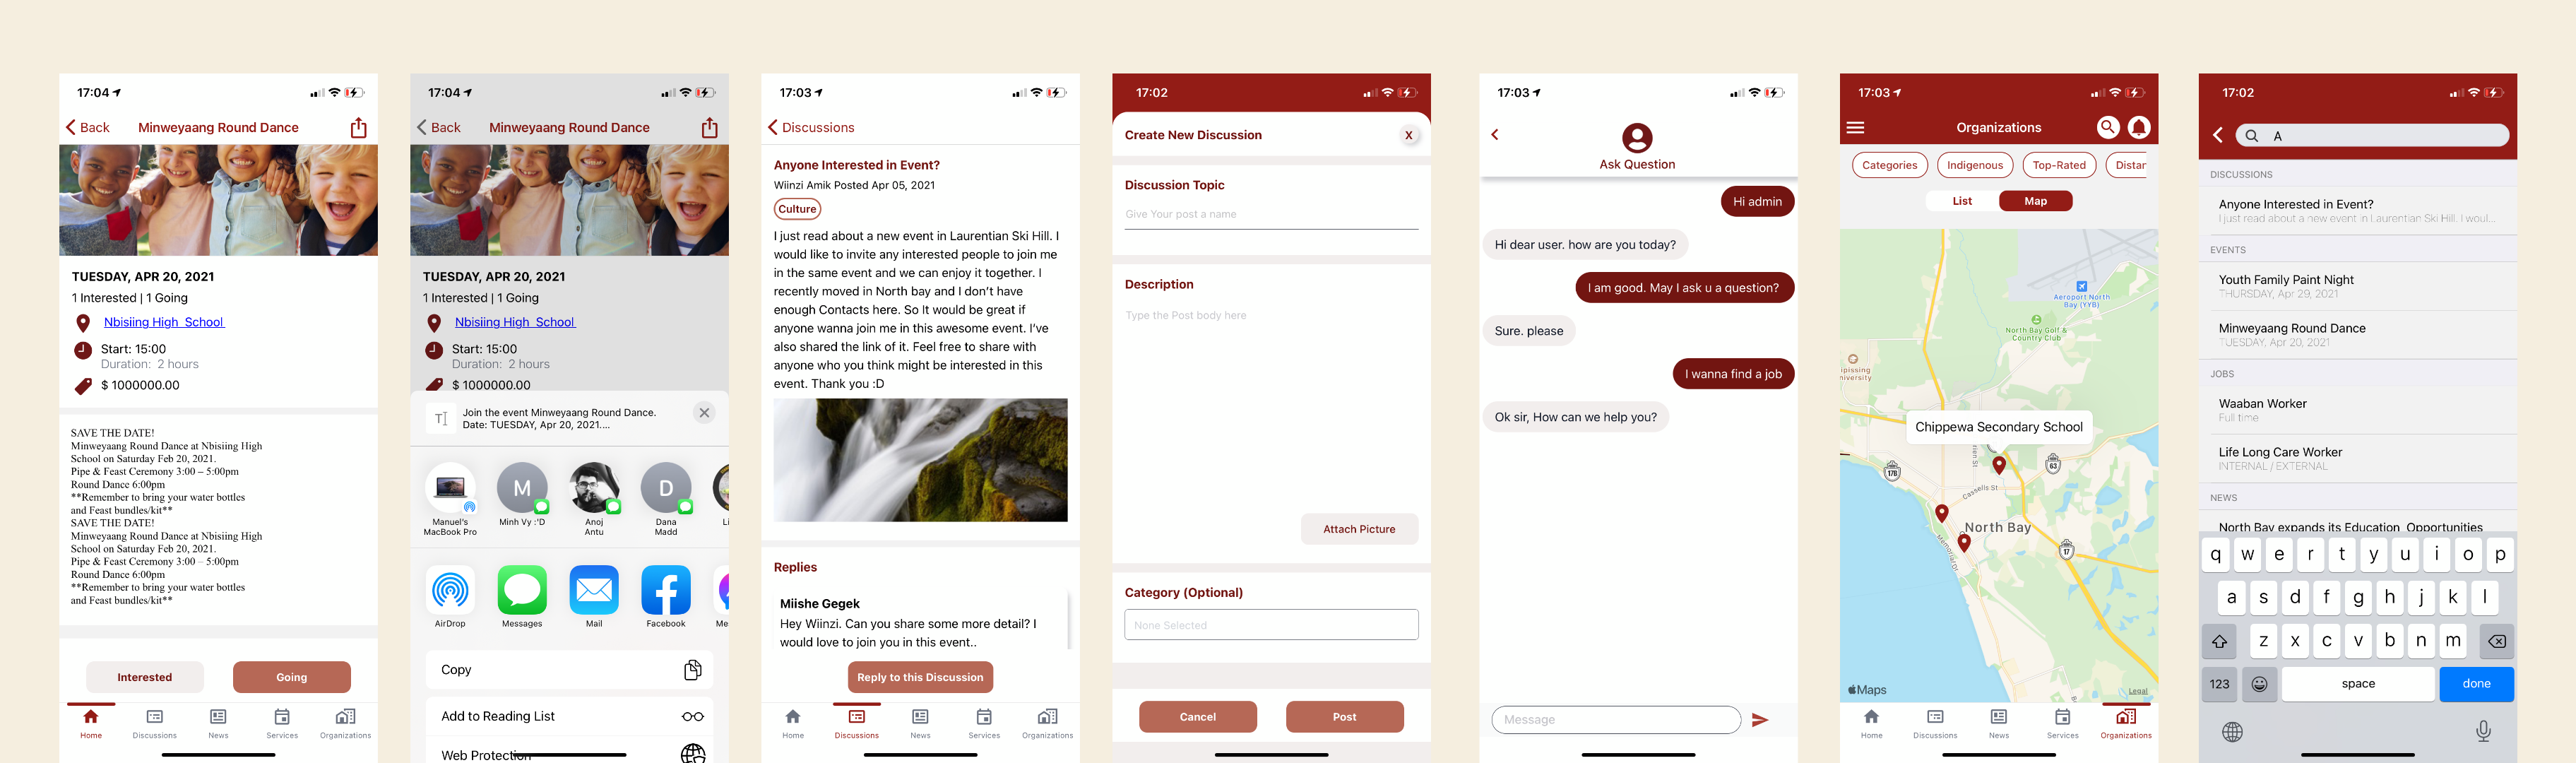 17:04
Back
Minweyaang Round Dance
TUESDAY, APR 20, 2021
1 Interested | 1 Going
Nbisiing High School
Start: 15:00
Duration: 2 hours
$ 1000000.00
SAVE THE DATE!
Minweyaang Round Dance at Nbisiing High
School on Saturday Feb 20, 2021.
Pipe & Feast Ceremony 3:00 – 5:00pm
Round Dance 6:00pm
**Remember to bring your water bottles
and Feast bundles/kit**
SAVE THE DATE!
Minweyaang Round Dance at Nbisiing High
School on Saturday Feb 20, 2021.
Pipe & Feast Ceremony 3:00 – 5:00pm
Round Dance 6:00pm
**Remember to bring your water bottles
and Feast bundles/kit**
Interested
Going
Home
Discussions
News
Services
Organizations
17:04
Back
Minweyaang Round Dance
TUESDAY, APR 20, 2021
1 Interested | 1 Going
Nbisiing High School
Start: 15:00
Duration: 2 hours
$ 1000000.00
Join the event Minweyaang Round Dance.
Date: TUESDAY, Apr 20, 2021....
M
D
Manuel's
MacBook Pro
Minh Vy :'D
Anoj
Antu
Dana
Madd
Li
AirDrop
Messages
Mail
Facebook
Me
Copy
Add to Reading List
Web Protection
17:03
Discussions
Anyone Interested in Event?
Wiinzi Amik Posted Apr 05, 2021
Culture
I just read about a new event in Laurentian Ski Hill. I
would like to invite any interested people to join me
in the same event and we can enjoy it together. I
recently moved in North bay and I don't have
enough Contacts here. So It would be great if
anyone wanna join me in this awesome event. I've
also shared the link of it. Feel free to share with
anyone who you think might be interested in this
event. Thank you :D
Replies
Miishe Gegek
Hey Wiinzi. Can you share some more detail? I
would love to join you in this event..
Reply to this Discussion
Home
Discussions
News
Services
Organizations
17:02
Create New Discussion
X
Discussion Topic
Give Your post a name
Description
Type the Post body here
Attach Picture
Category (Optional)
None Selected
Cancel
Post
17:03
Ask Question
Hi admin
Hi dear user. how are you today?
I am good. May I ask u a question?
Sure. please
I wanna find a job
Ok sir, How can we help you?
Message
17:03
Organizations
Categories
Indigenous
Top-Rated
Distan
List
Map
Aeroport North
Bay (YYB)
North Bay Golf &
Country Club
ipissing
niversity
Chippewa Secondary School
17B
63
Cassells St
North Bay
Memorial Dr
17
Maps
Legal
Home
Discussions
News
Services
Organizations
17:02
A
DISCUSSIONS
Anyone Interested in Event?
I just read about a new event in Laurentian Ski Hill. I woul...
EVENTS
Youth Family Paint Night
THURSDAY, Apr 29, 2021
Minweyaang Round Dance
TUESDAY, Apr 20, 2021
JOBS
Waaban Worker
Full time
Life Long Care Worker
INTERNAL / EXTERNAL
NEWS
North Bay expands its Education Opportunities
q w e r t y u i o p
a s d f g h j k l
z x c v b n m
123
space
done